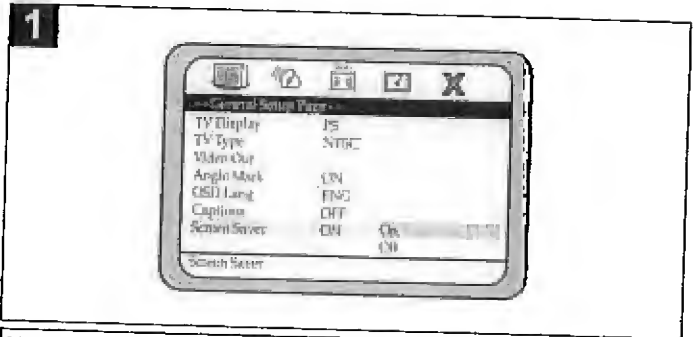 1
--General Setup Page--
TV Display PS
TV Type NTSC
Video Out
Angle Mark ON
OSD Lang ENG
Captions OFF
Screen Saver ON On
Off
Screen Saver